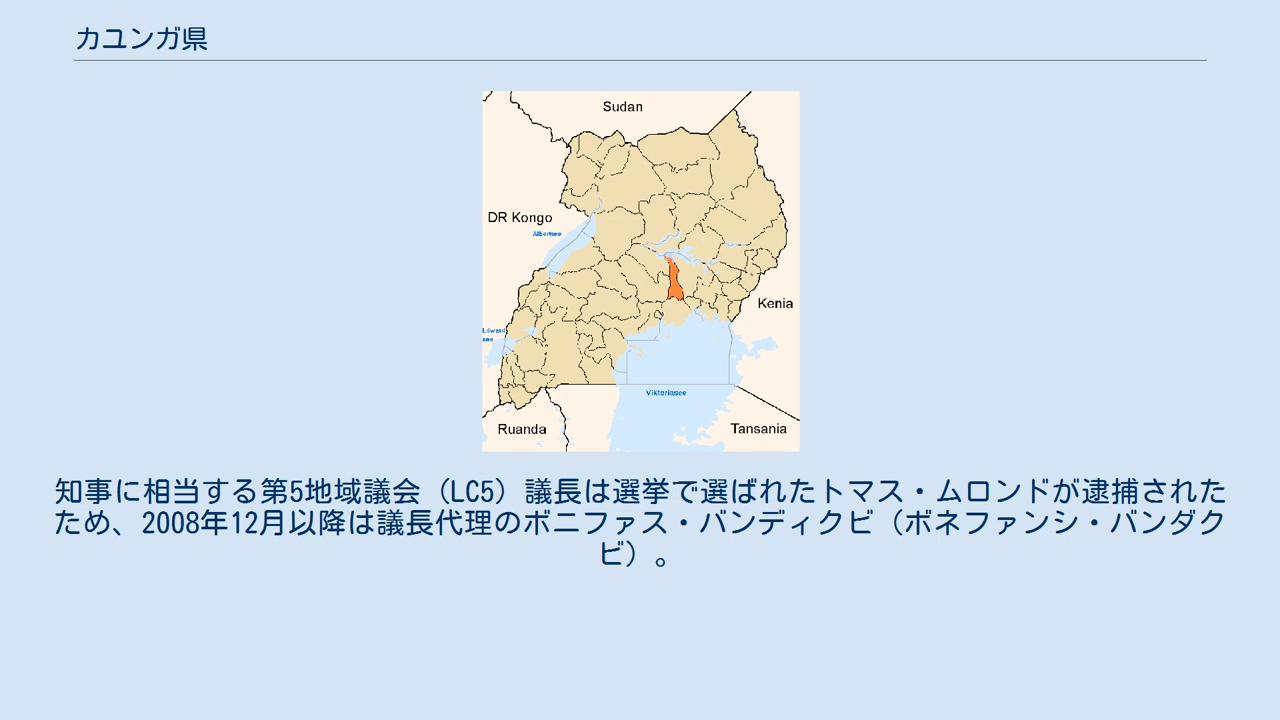 カユンガ県
Sudan
DR Kongo
Albertsee
Kenia
Edward
see
Viktoriasee
Ruanda
Tansania
知事に相当する第5地域議会（LC5）議長は選挙で選ばれたトマス・ムロンドが逮捕された
ため、2008年12月以降は議長代理のボニファス・バンディクビ（ボネファンシ・バンダク
ビ）。